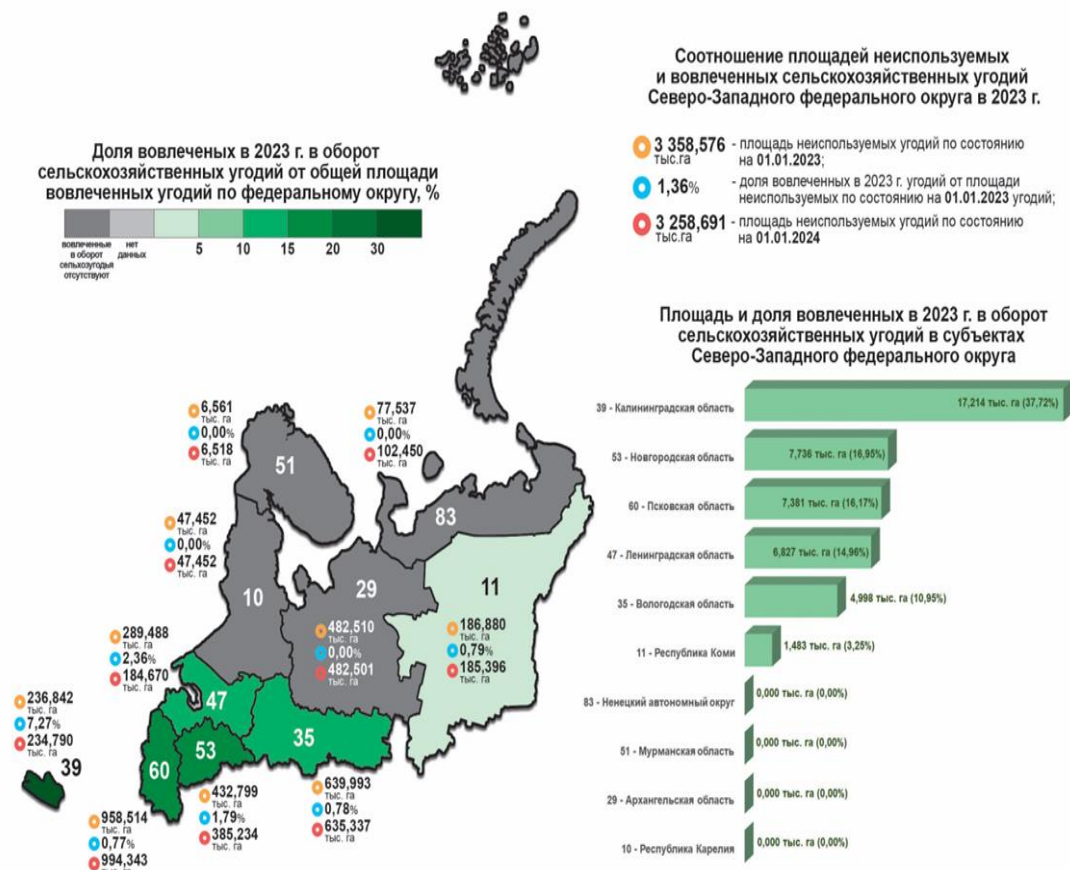 Соотношение площадей неиспользуемых
и вовлеченных сельскохозяйственных угодий
Северо-Западного федерального округа в 2023 г.
3 358,576
тыс.га
- площадь неиспользуемых угодий по состоянию
на 01.01.2023;
1,36%
- доля вовлеченных в 2023 г. угодий от площади
неиспользуемых по состоянию на 01.01.2023 угодий;
3 258,691
тыс.га
- площадь неиспользуемых угодий по состоянию
на 01.01.2024
Доля вовлеченых в 2023 г. в оборот
сельскохозяйственных угодий от общей площади
вовлеченных угодий по федеральному округу, %
вовлеченные
в оборот
сельхозугодья
отсутствуют
нет
данных
5
10
15
20
30
6,561
тыс. га
0,00%
6,518
тыс. га
77,537
тыс. га
0,00%
102,450
тыс. га
51
83
47,452
тыс. га
0,00%
47,452
тыс. га
10
29
11
482,510
тыс. га
0,00%
482,501
тыс. га
186,880
тыс. га
0,79%
185,396
тыс. га
289,488
тыс. га
2,36%
184,670
тыс. га
236,842
тыс. га
7,27%
234,790
тыс. га
39
47
53
35
60
958,514
тыс. га
0,77%
994,343
тыс. га
432,799
тыс. га
1,79%
385,234
тыс. га
639,993
тыс. га
0,78%
635,337
тыс. га
Площадь и доля вовлеченных в 2023 г. в оборот
сельскохозяйственных угодий в субъектах
Северо-Западного федерального округа
39 - Калининградская область
17,214 тыс. га (37,72%)
53 - Новгородская область
7,736 тыс. га (16,95%)
60 - Псковская область
7,381 тыс. га (16,17%)
47 - Ленинградская область
6,827 тыс. га (14,96%)
35 - Вологодская область
4,998 тыс. га (10,95%)
11 - Республика Коми
1,483 тыс. га (3,25%)
83 - Ненецкий автономный округ
0,000 тыс. га (0,00%)
51 - Мурманская область
0,000 тыс. га (0,00%)
29 - Архангельская область
0,000 тыс. га (0,00%)
10 - Республика Карелия
0,000 тыс. га (0,00%)